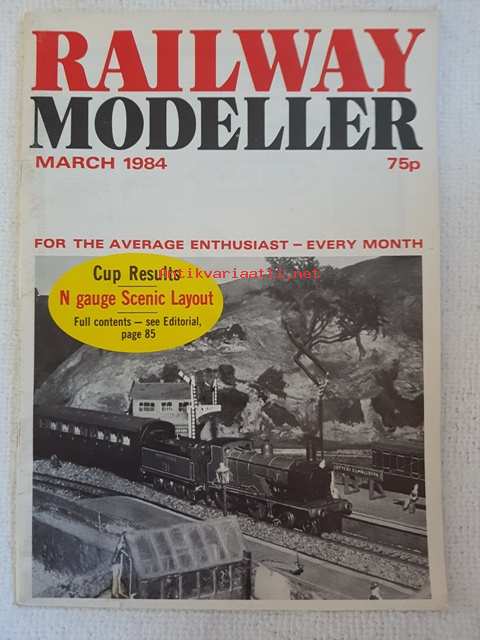 RAILWAY
MODELLER
MARCH 1984 75p
FOR THE AVERAGE ENTHUSIAST – EVERY MONTH
Cup Results
N gauge Scenic Layout
Full contents – see Editorial,
page 85
Antikvariaat.net